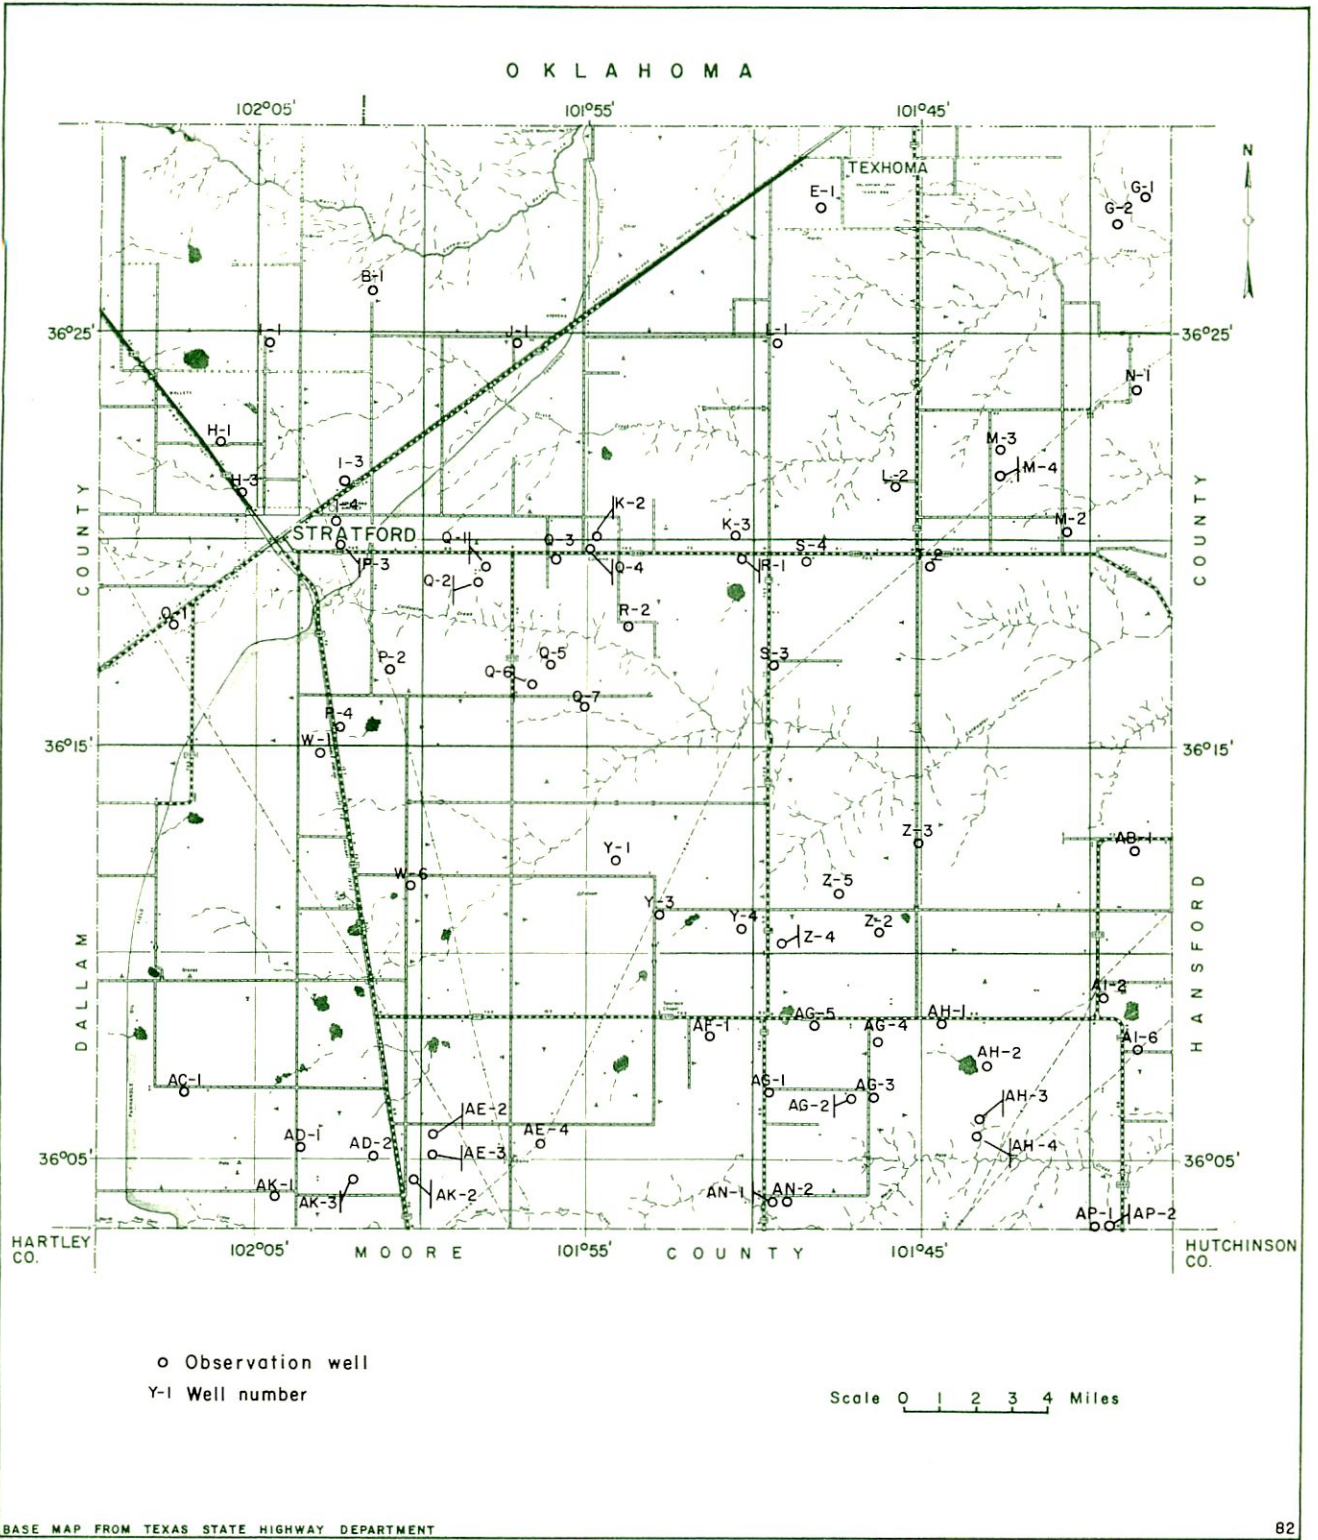 OKLAHOMA
102°05' 101°55' 101°45'
N
TEXHOMA
E-1 G-1
G-2
B-1
36°25' 36°25'
I-1 J-1 L-1
N-1
H-1 M-3
I-3 M-4
H-3 L-2
K-2
I-4 K-3 M-2
STRATFORD Q-1 Q-3 S-4 T-2
P-3 Q-4 R-1
Q-2
O-1 R-2
P-2 Q-5 S-3
Q-6
Q-7
P-4
W-1
36°15' 36°15'
Z-3 AB-1
Y-1
W-6 Z-5
Y-3 Y-4 Z-2
Z-4
AI-2
AF-1 AG-5 AG-4 AH-1
AI-6
AH-2
AC-1 AG-1 AG-3
AG-2 AH-3
AE-2
AD-1 AD-2 AE-4
AH-4
AE-3
36°05' 36°05'
AK-1 AK-3 AK-2 AN-1 AN-2
AP-1 AP-2
DALLAM COUNTY
HANSFORD COUNTY
HARTLEY
CO.
102°05' MOORE 101°55' COUNTY 101°45'
HUTCHINSON
CO.
Observation well
Y-1 Well number
Scale 0 1 2 3 4 Miles
BASE MAP FROM TEXAS STATE HIGHWAY DEPARTMENT
82